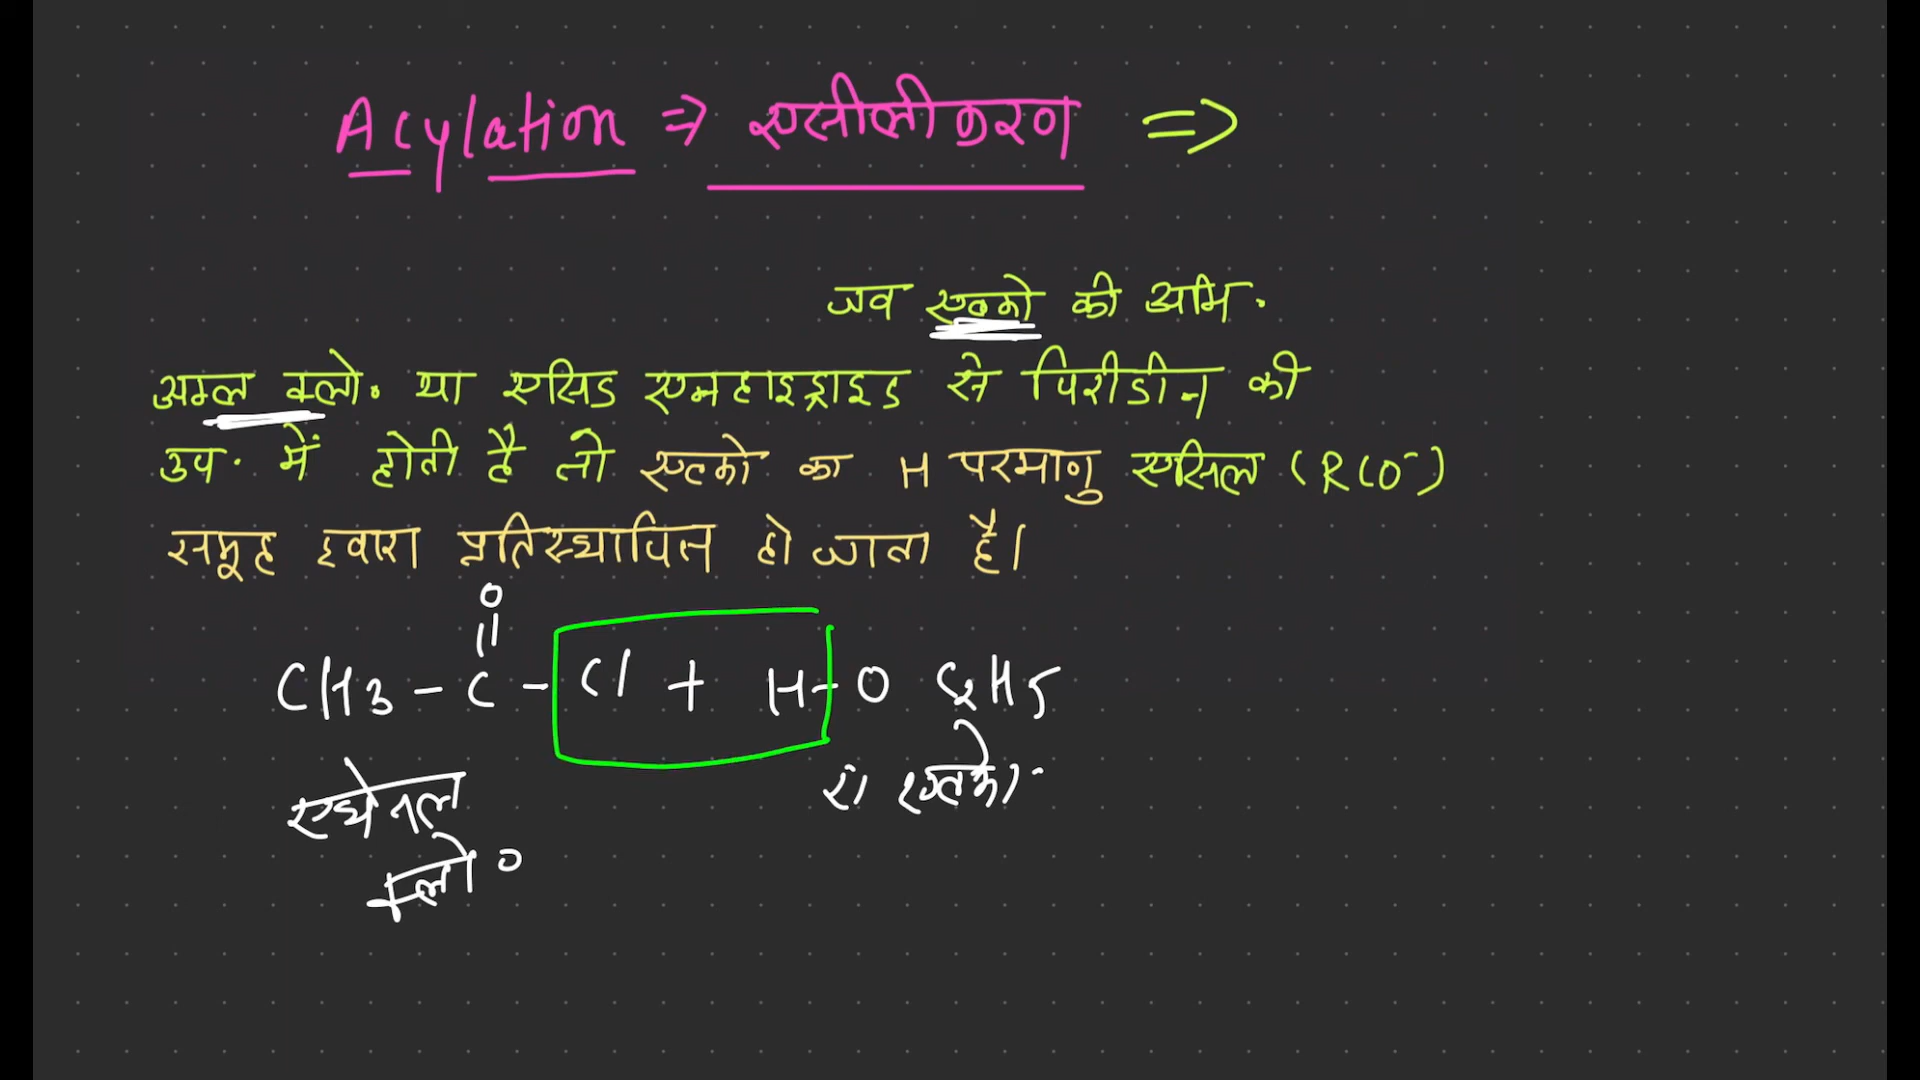 Acylation ⇒ एसीलीकरण ⇒
जब एल्को की अभि.
अम्ल क्लो. या एसिड एनहाइड्राइड से पिरीडीन की
उप. में होती है तो एल्को का H परमाणु एसिल (RCO⁻)
समूह द्वारा प्रतिस्थापित हो जाता है।
O
||
CH3 - C - Cl + H-O C2H5
एथेनल
क्लो०
ए० एल्को.